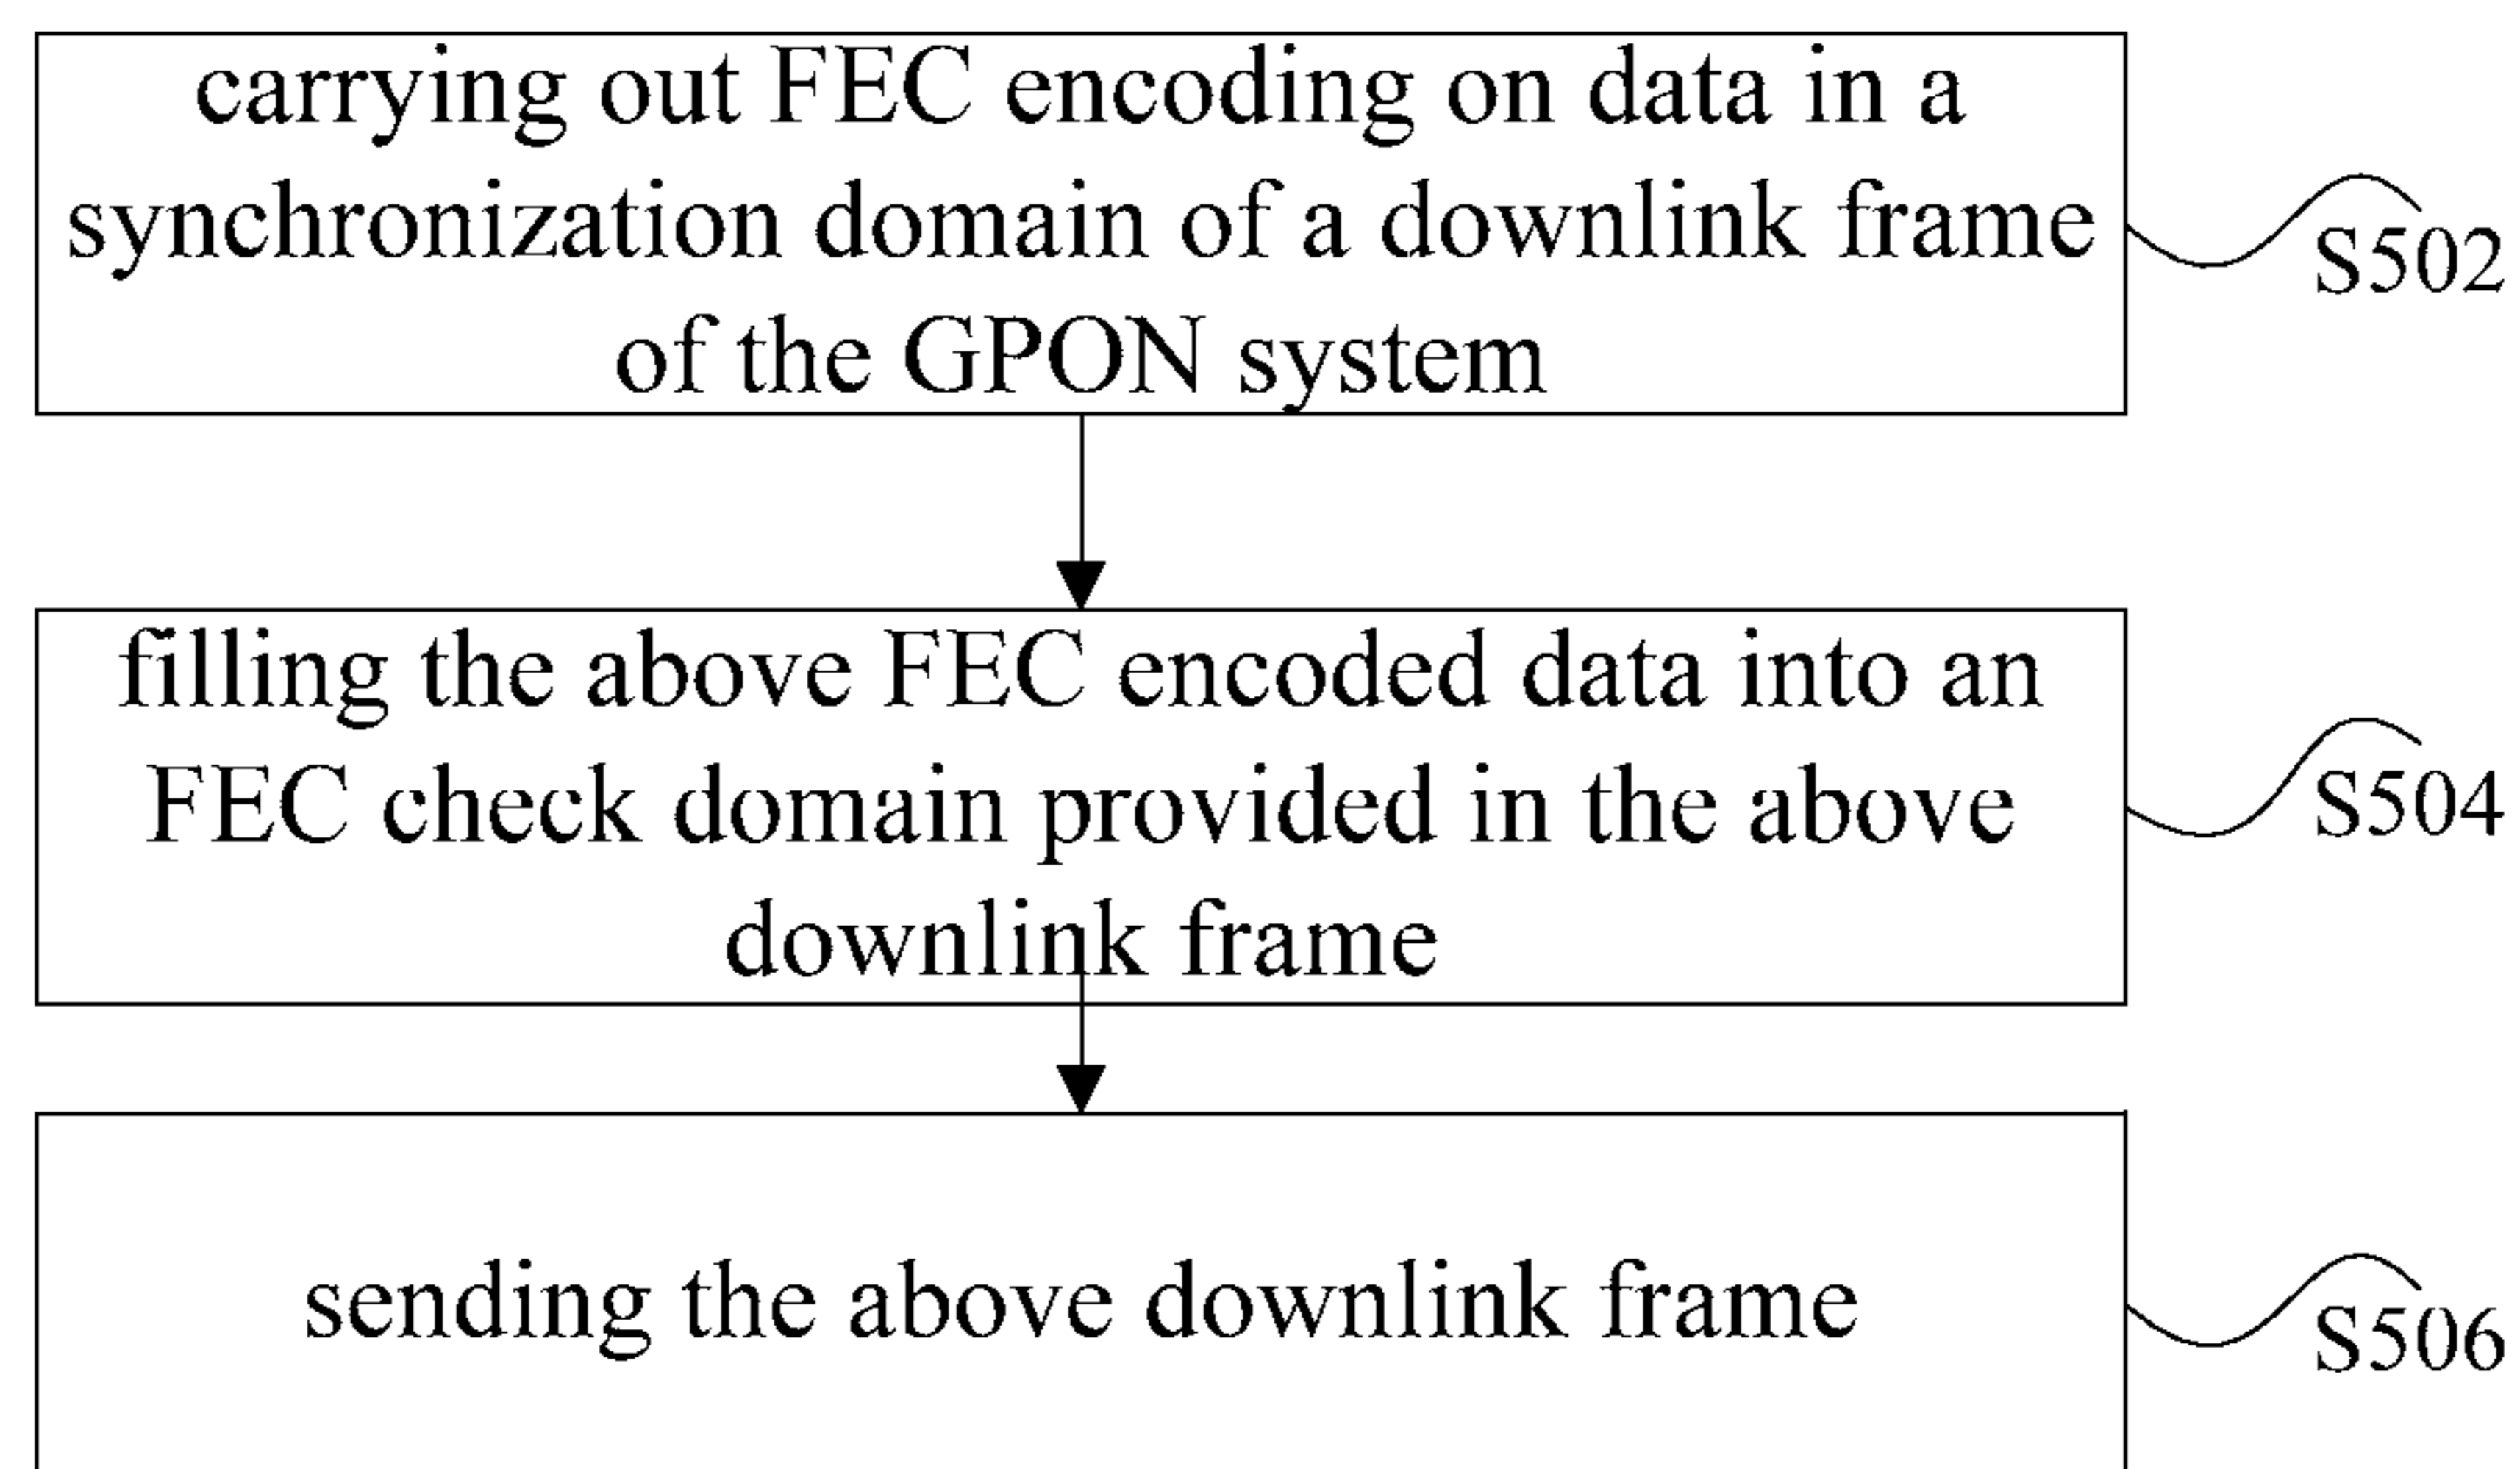 carrying out FEC encoding on data in a
synchronization domain of a downlink frame
of the GPON system
S502
filling the above FEC encoded data into an
FEC check domain provided in the above
downlink frame
S504
sending the above downlink frame
S506